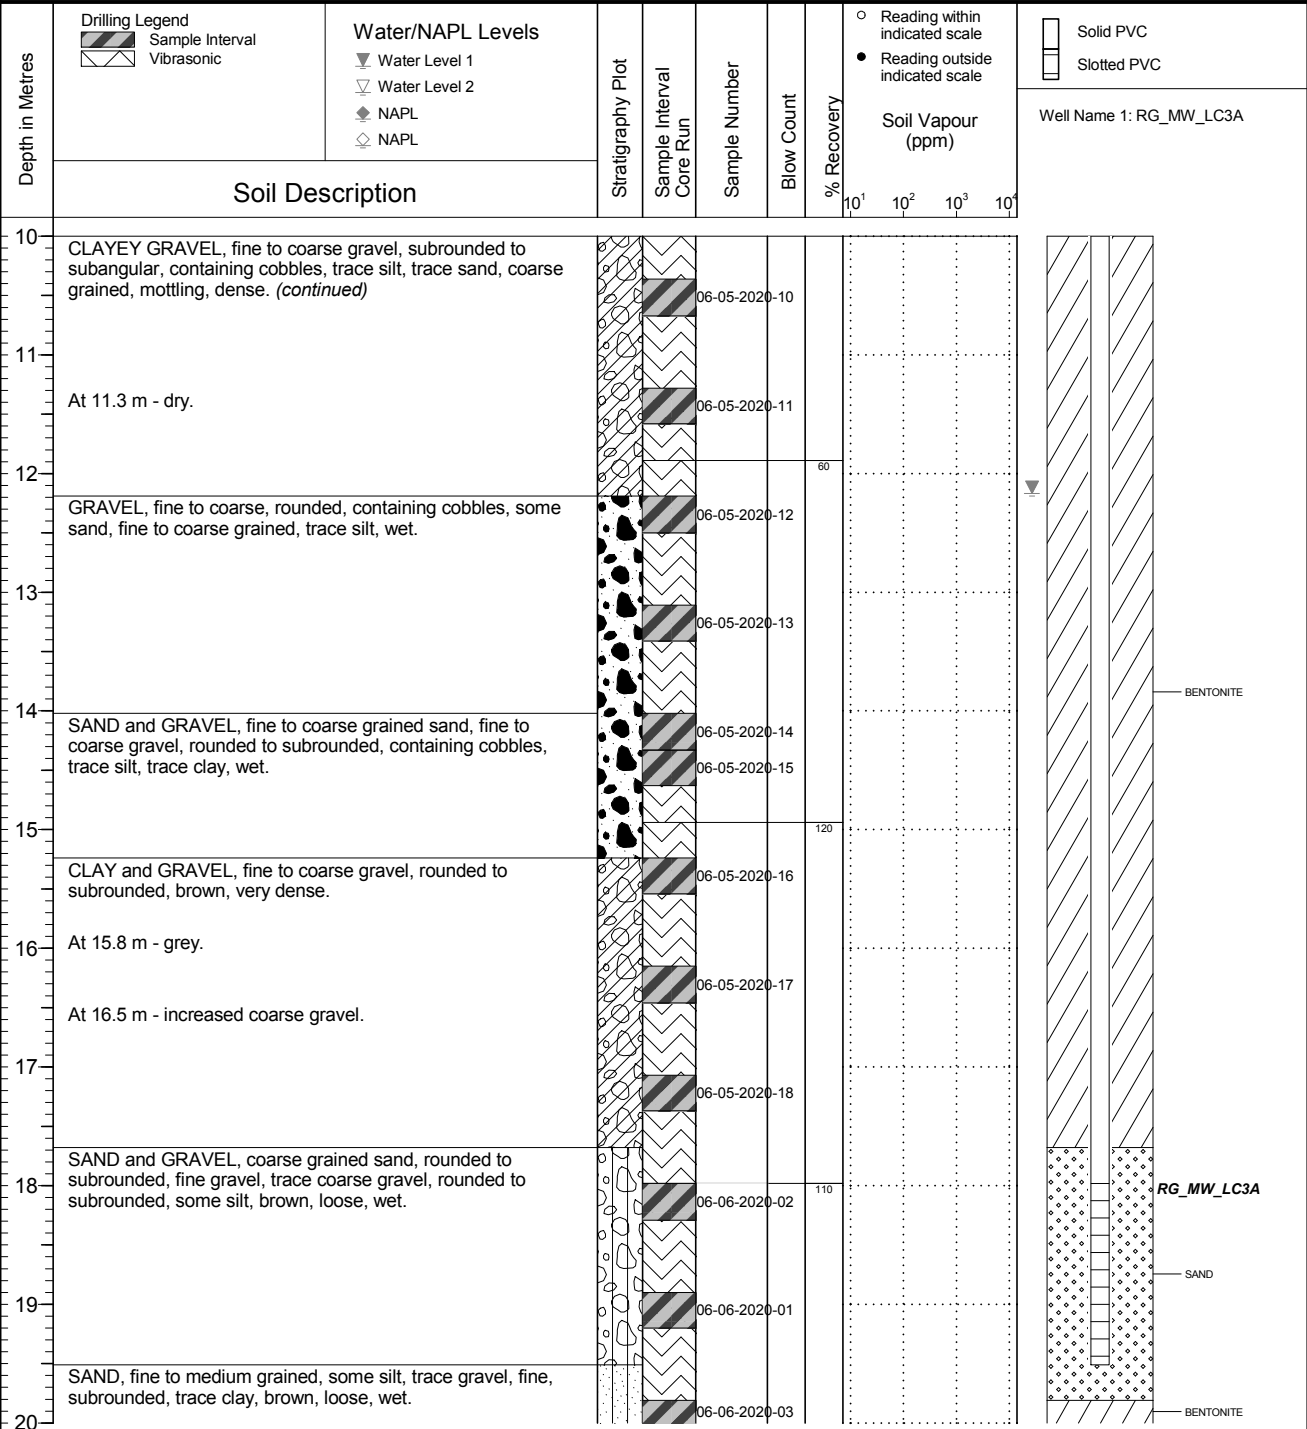 Depth in Metres
Drilling Legend
Sample Interval
Vibrasonic
Water/NAPL Levels
Water Level 1
Water Level 2
NAPL
NAPL
Soil Description
Stratigraphy Plot
Sample Interval
Core Run
Sample Number
Blow Count
% Recovery
Reading within
indicated scale
Reading outside
indicated scale
Soil Vapour
(ppm)
10¹ 10² 10³ 10⁴
Solid PVC
Slotted PVC
Well Name 1: RG_MW_LC3A
10
CLAYEY GRAVEL, fine to coarse gravel, subrounded to
subangular, containing cobbles, trace silt, trace sand, coarse
grained, mottling, dense. (continued)
06-05-2020-10
11
At 11.3 m - dry.
06-05-2020-11
60
12
GRAVEL, fine to coarse, rounded, containing cobbles, some
sand, fine to coarse grained, trace silt, wet.
06-05-2020-12
13
06-05-2020-13
BENTONITE
14
SAND and GRAVEL, fine to coarse grained sand, fine to
coarse gravel, rounded to subrounded, containing cobbles,
trace silt, trace clay, wet.
06-05-2020-14
06-05-2020-15
15
120
CLAY and GRAVEL, fine to coarse gravel, rounded to
subrounded, brown, very dense.
06-05-2020-16
At 15.8 m - grey.
16
06-05-2020-17
At 16.5 m - increased coarse gravel.
17
06-05-2020-18
SAND and GRAVEL, coarse grained sand, rounded to
subrounded, fine gravel, trace coarse gravel, rounded to
subrounded, some silt, brown, loose, wet.
18
110
RG_MW_LC3A
06-06-2020-02
SAND
19
06-06-2020-01
SAND, fine to medium grained, some silt, trace gravel, fine,
subrounded, trace clay, brown, loose, wet.
06-06-2020-03
BENTONITE
20